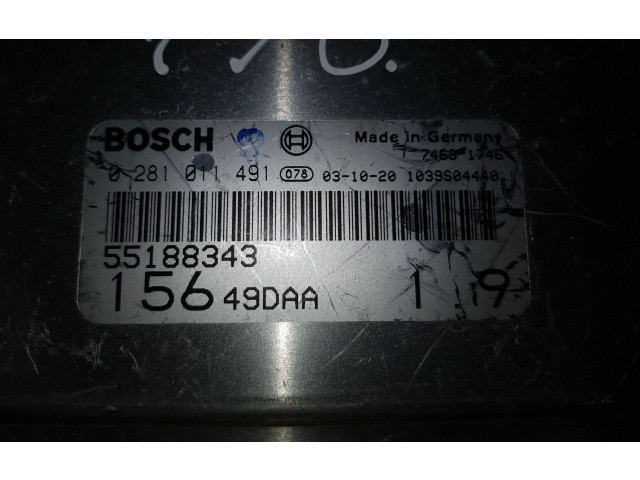 BOSCH Made in Germany
7463 1746
0 281 011 491 078 03-10-20 1039S04440
55188343
156 49DAA 1 9